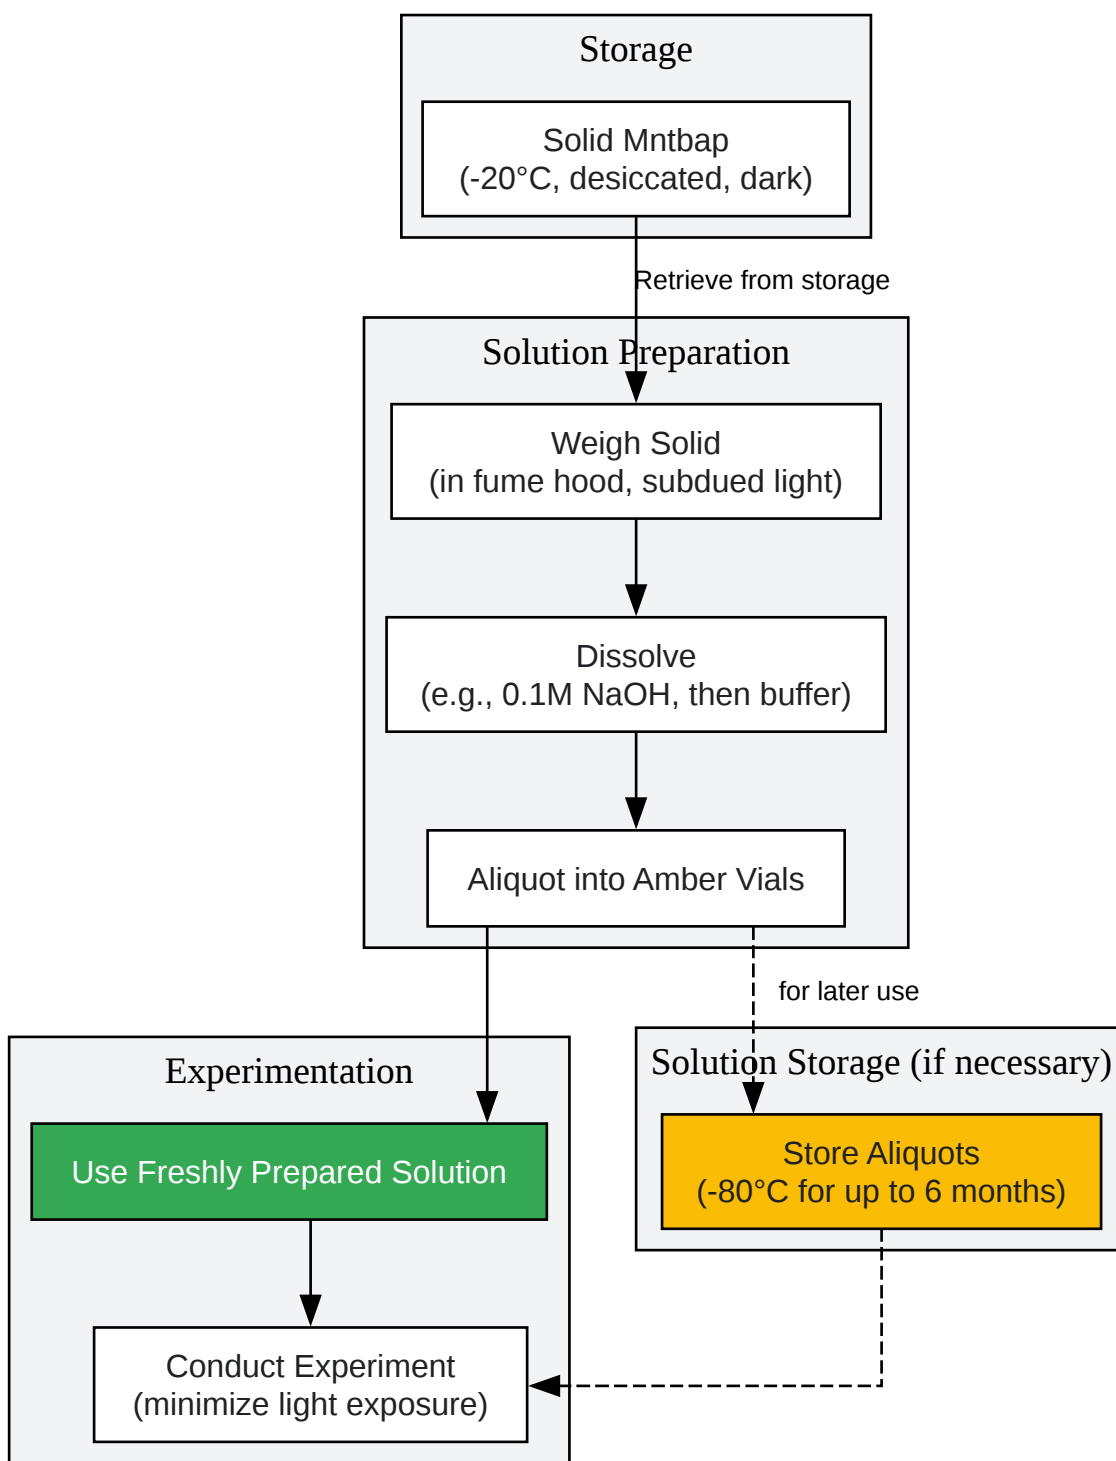 Storage
Solid Mntbap
(-20°C, desiccated, dark)
Retrieve from storage
Solution Preparation
Weigh Solid
(in fume hood, subdued light)
Dissolve
(e.g., 0.1M NaOH, then buffer)
Aliquot into Amber Vials
for later use
Experimentation
Use Freshly Prepared Solution
Solution Storage (if necessary)
Store Aliquots
(-80°C for up to 6 months)
Conduct Experiment
(minimize light exposure)